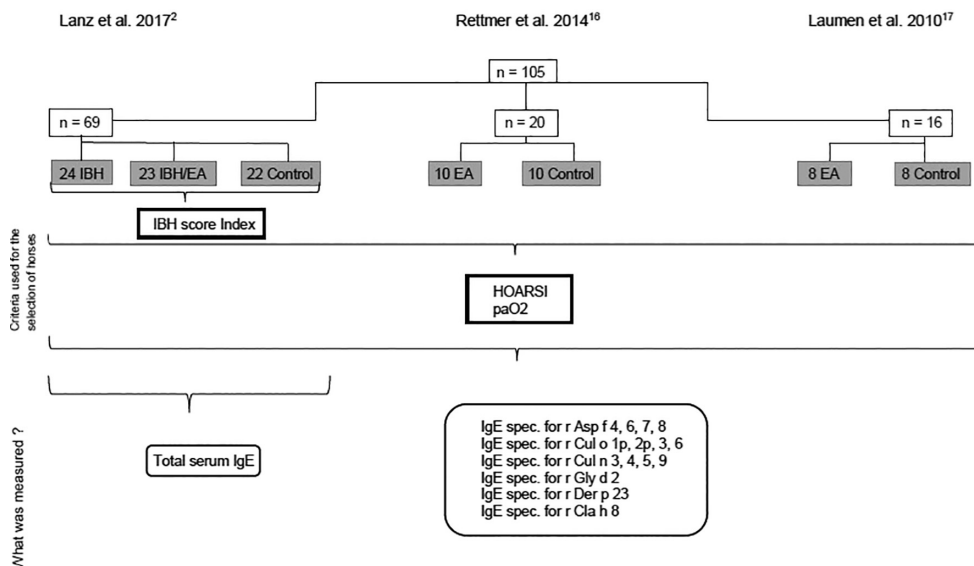 Lanz et al. 2017²
Rettmer et al. 2014¹⁶
Laumen et al. 2010¹⁷
n = 105
n = 69
n = 20
n = 16
24 IBH
23 IBH/EA
22 Control
10 EA
10 Control
8 EA
8 Control
IBH score Index
Criteria used for the
selection of horses
HOARSI
paO2
What was measured ?
Total serum IgE
IgE spec. for r Asp f 4, 6, 7, 8
IgE spec. for r Cul o 1p, 2p, 3, 6
IgE spec. for r Cul n 3, 4, 5, 9
IgE spec. for r Gly d 2
IgE spec. for r Der p 23
IgE spec. for r Cla h 8